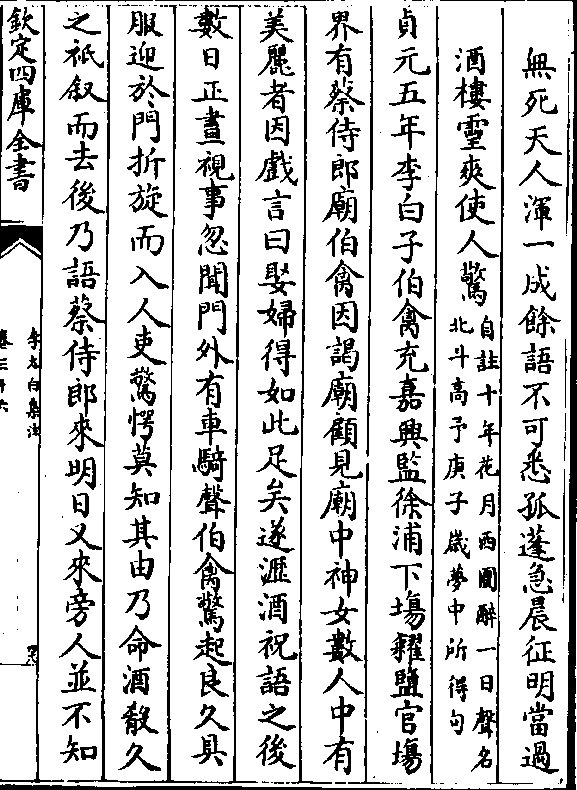 無死天人渾一成餘語不可悉孤蓬急晨征明當過
酒樓靈爽使人驚自註十年花月西園醉一日聲名
北斗高予庚子歲夢中所得句
貞元五年李白子伯禽充嘉興監徐浦下場糴鹽官塲
界有蔡侍郎廟伯禽因謁廟顧見廟中神女數人中有
美麗者因戲言曰娶婦得如此足矣遂瀝酒祝語之後
數日正晝視事忽聞門外有車騎聲伯禽驚起良久具
服迎於門折旋而入人吏驚愕莫知其由乃命酒殽久
之祇叙而去後乃語蔡侍郎來明日又來旁人並不知
欽定四庫全書
李太白集注
卷三十六